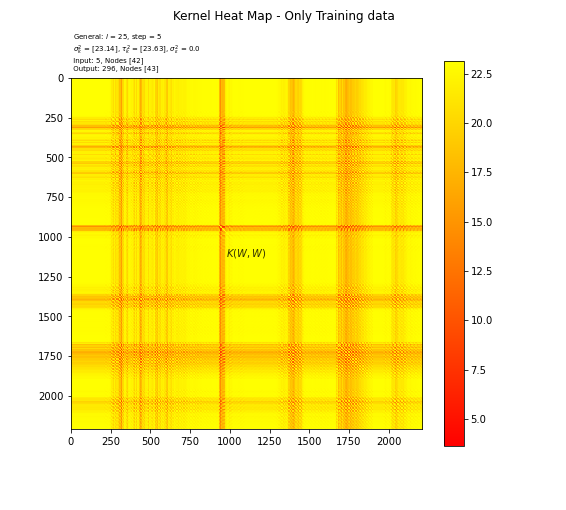 Kernel Heat Map - Only Training data
General: l = 25, step = 5
σ_k² = [23.14], τ_k² = [23.63], σ_ε² = 0.0
Input: 5, Nodes [42]
Output: 296, Nodes [43]
0
250
500
750
1000
1250
1500
1750
2000
K(W, W)
0 250 500 750 1000 1250 1500 1750 2000
22.5
20.0
17.5
15.0
12.5
10.0
7.5
5.0